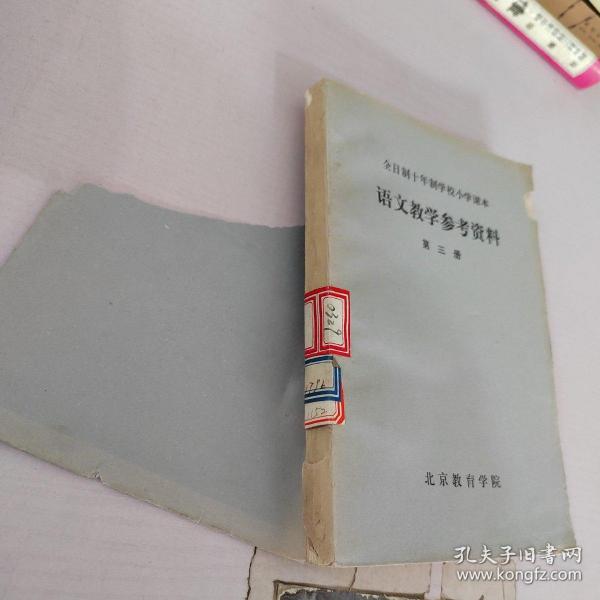 全日制十年制学校小学课本
语文教学参考资料
第三册
0329
北京教育学院
孔夫子旧书网
www.kongfz.com